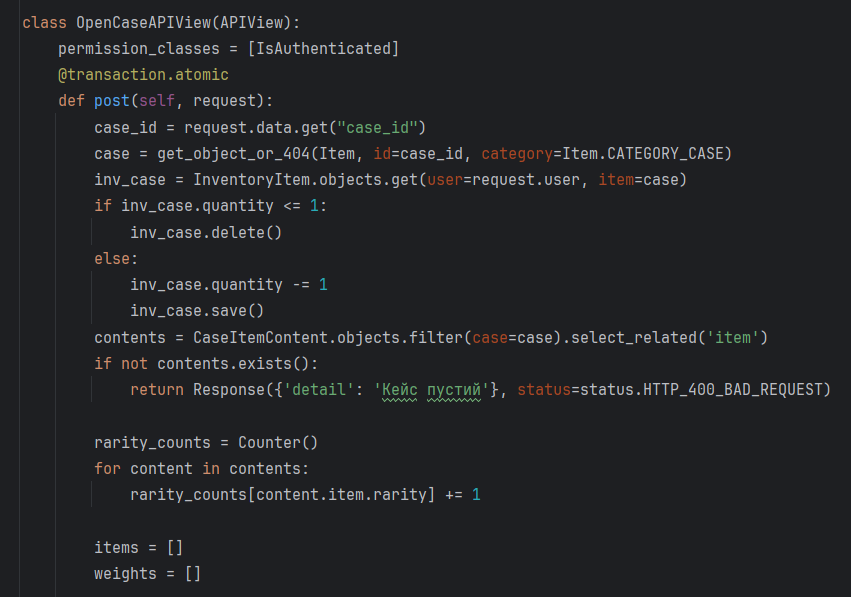 class OpenCaseAPIView(APIView):
    permission_classes = [IsAuthenticated]
    @transaction.atomic
    def post(self, request):
        case_id = request.data.get("case_id")
        case = get_object_or_404(Item, id=case_id, category=Item.CATEGORY_CASE)
        inv_case = InventoryItem.objects.get(user=request.user, item=case)
        if inv_case.quantity <= 1:
            inv_case.delete()
        else:
            inv_case.quantity -= 1
            inv_case.save()
        contents = CaseItemContent.objects.filter(case=case).select_related('item')
        if not contents.exists():
            return Response({'detail': 'Кейс пустий'}, status=status.HTTP_400_BAD_REQUEST)

        rarity_counts = Counter()
        for content in contents:
            rarity_counts[content.item.rarity] += 1

        items = []
        weights = []